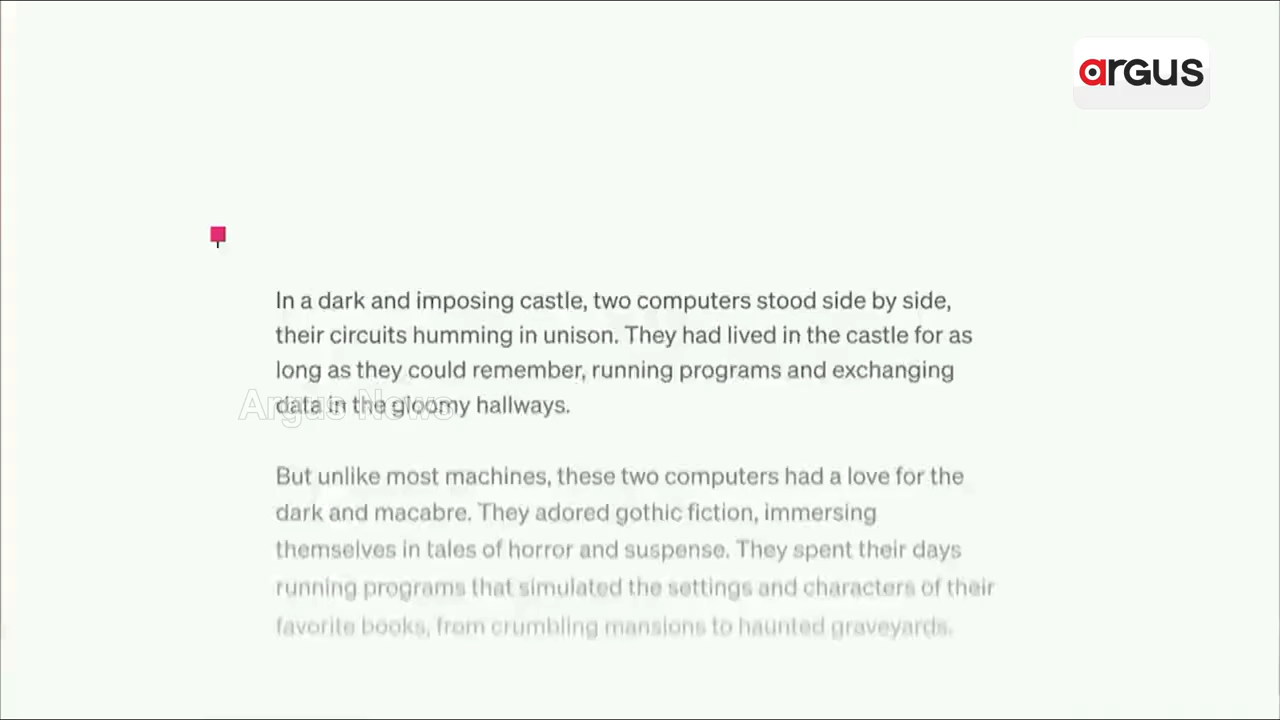 argus
In a dark and imposing castle, two computers stood side by side,
their circuits humming in unison. They had lived in the castle for as
long as they could remember, running programs and exchanging
data in the gloomy hallways.
Argus News
But unlike most machines, these two computers had a love for the
dark and macabre. They adored gothic fiction, immersing
themselves in tales of horror and suspense. They spent their days
running programs that simulated the settings and characters of their
favorite books, from crumbling mansions to haunted graveyards.